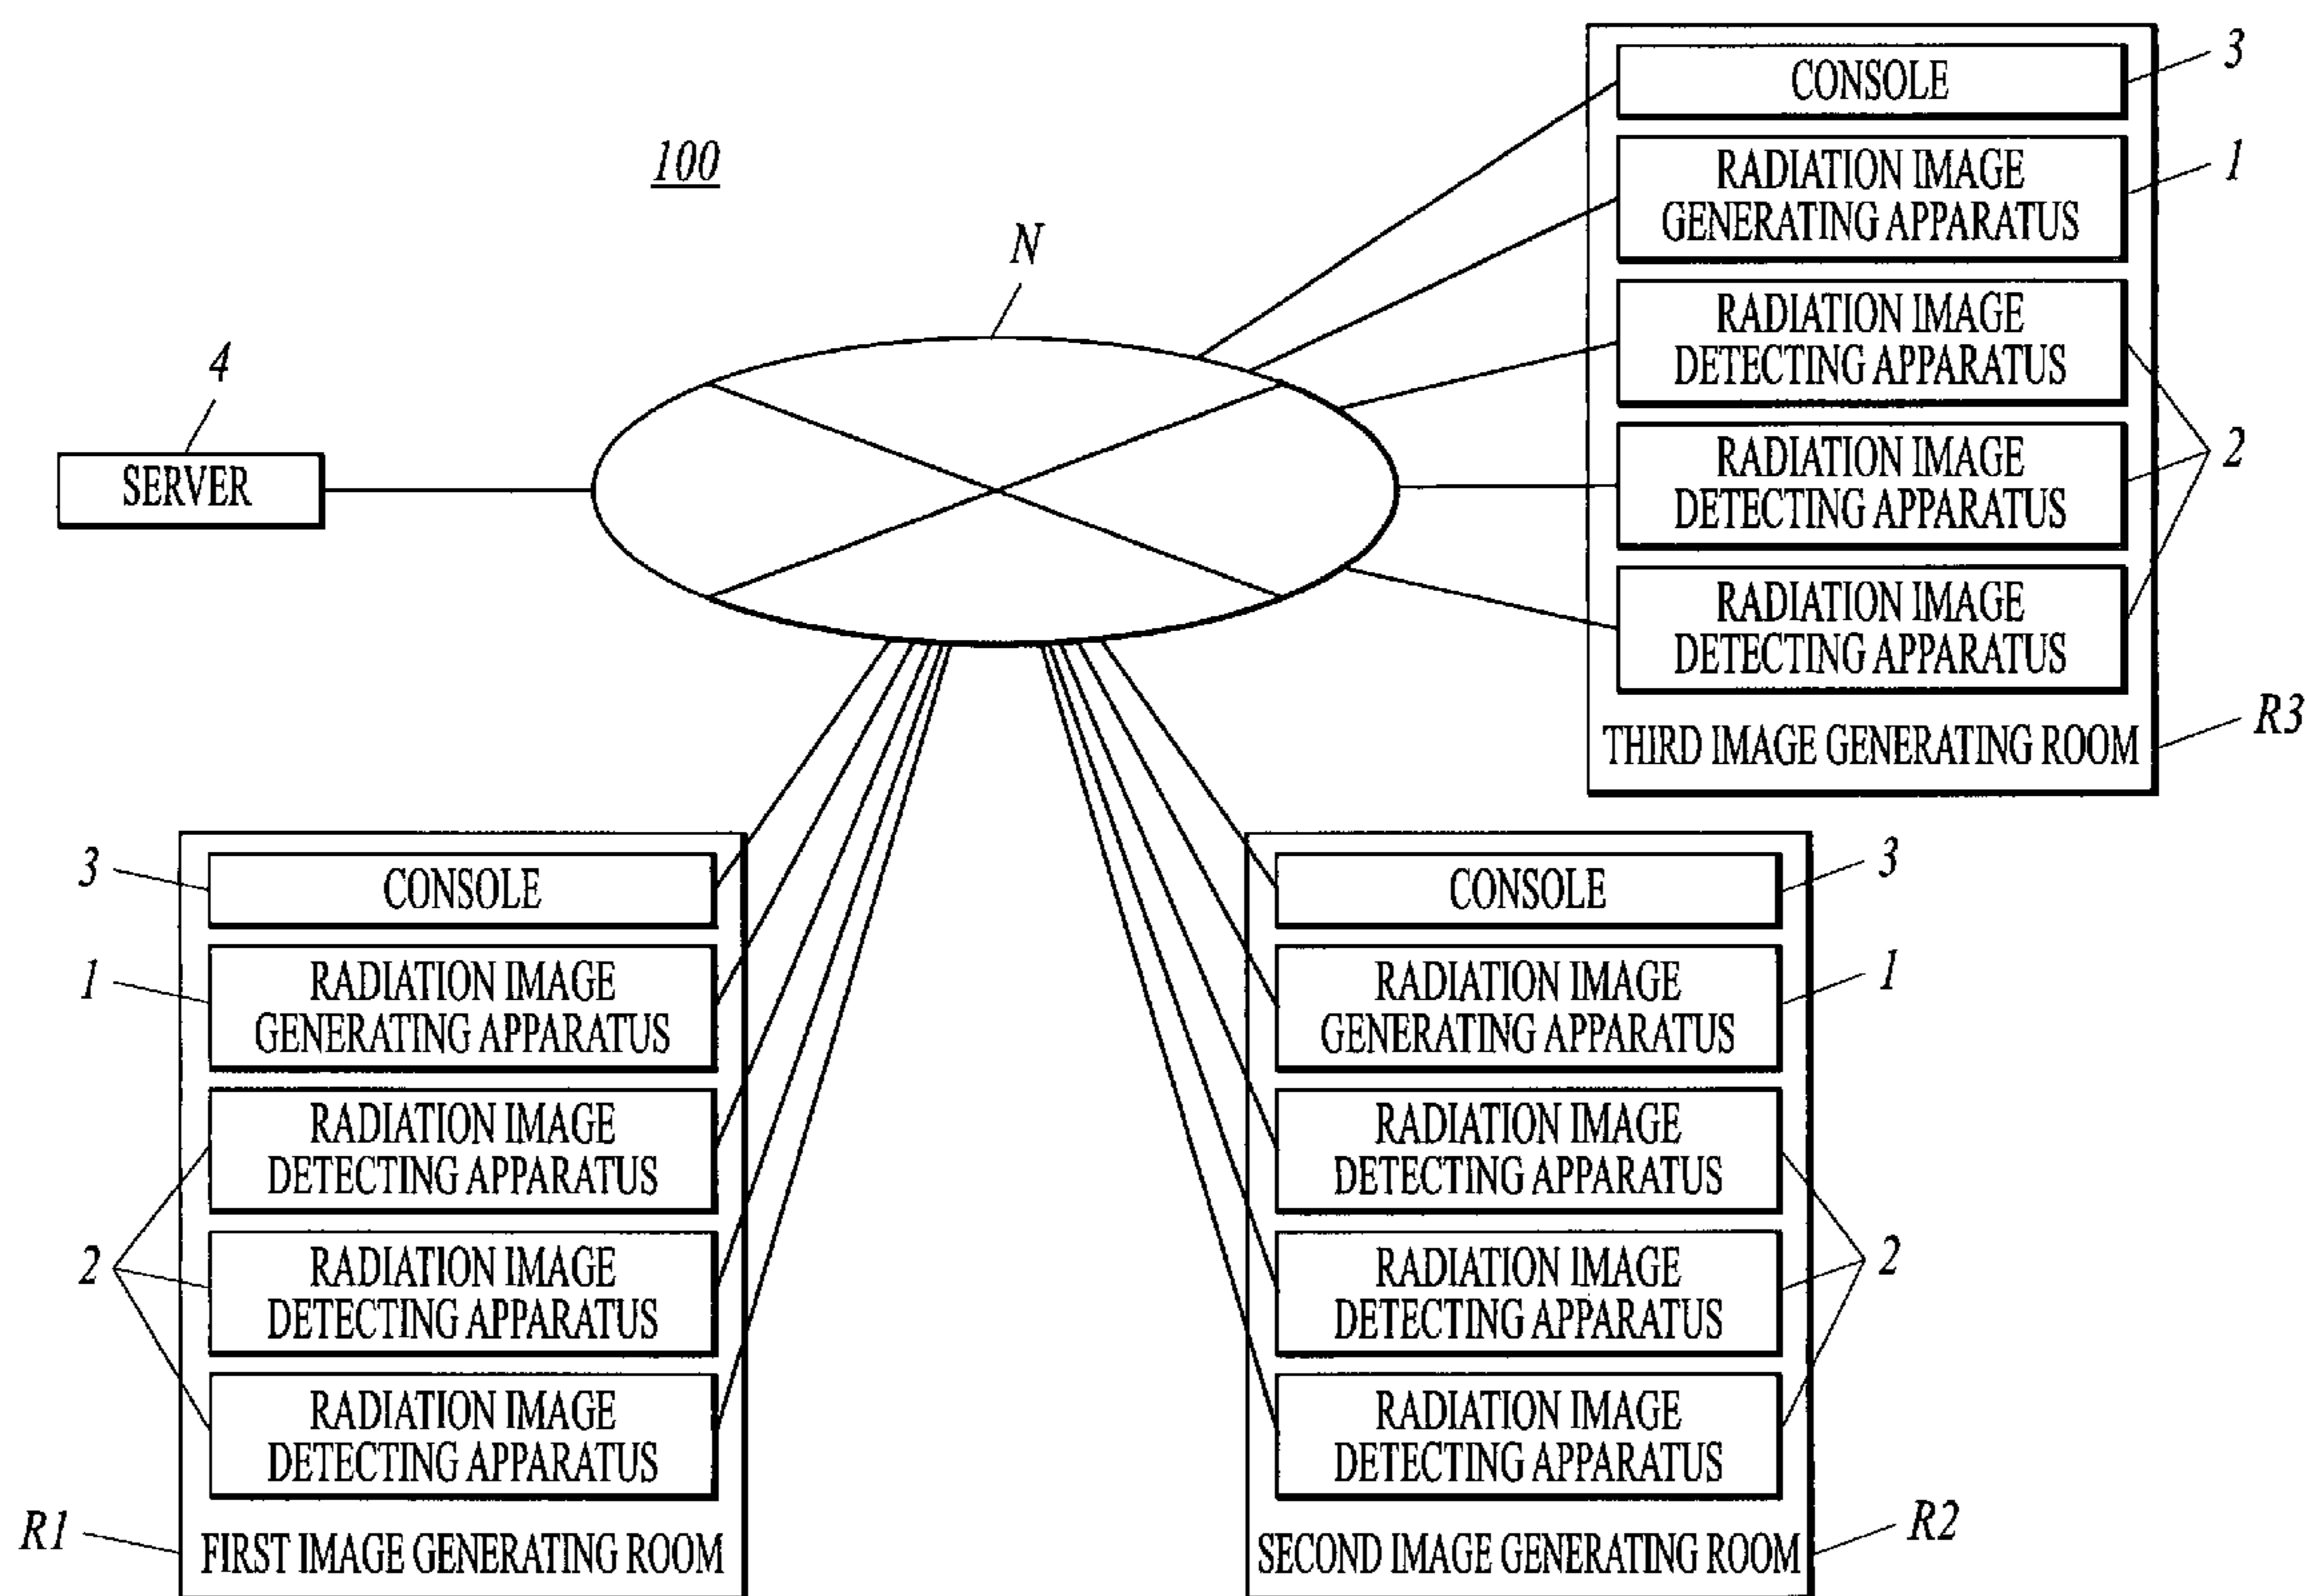 100
N
4
SERVER
CONSOLE
3
RADIATION IMAGE
GENERATING APPARATUS
1
RADIATION IMAGE
DETECTING APPARATUS
RADIATION IMAGE
DETECTING APPARATUS
2
RADIATION IMAGE
DETECTING APPARATUS
THIRD IMAGE GENERATING ROOM
R3
3
CONSOLE
1
RADIATION IMAGE
GENERATING APPARATUS
RADIATION IMAGE
DETECTING APPARATUS
2
RADIATION IMAGE
DETECTING APPARATUS
RADIATION IMAGE
DETECTING APPARATUS
R1
FIRST IMAGE GENERATING ROOM
CONSOLE
3
RADIATION IMAGE
GENERATING APPARATUS
1
RADIATION IMAGE
DETECTING APPARATUS
RADIATION IMAGE
DETECTING APPARATUS
2
RADIATION IMAGE
DETECTING APPARATUS
SECOND IMAGE GENERATING ROOM
R2